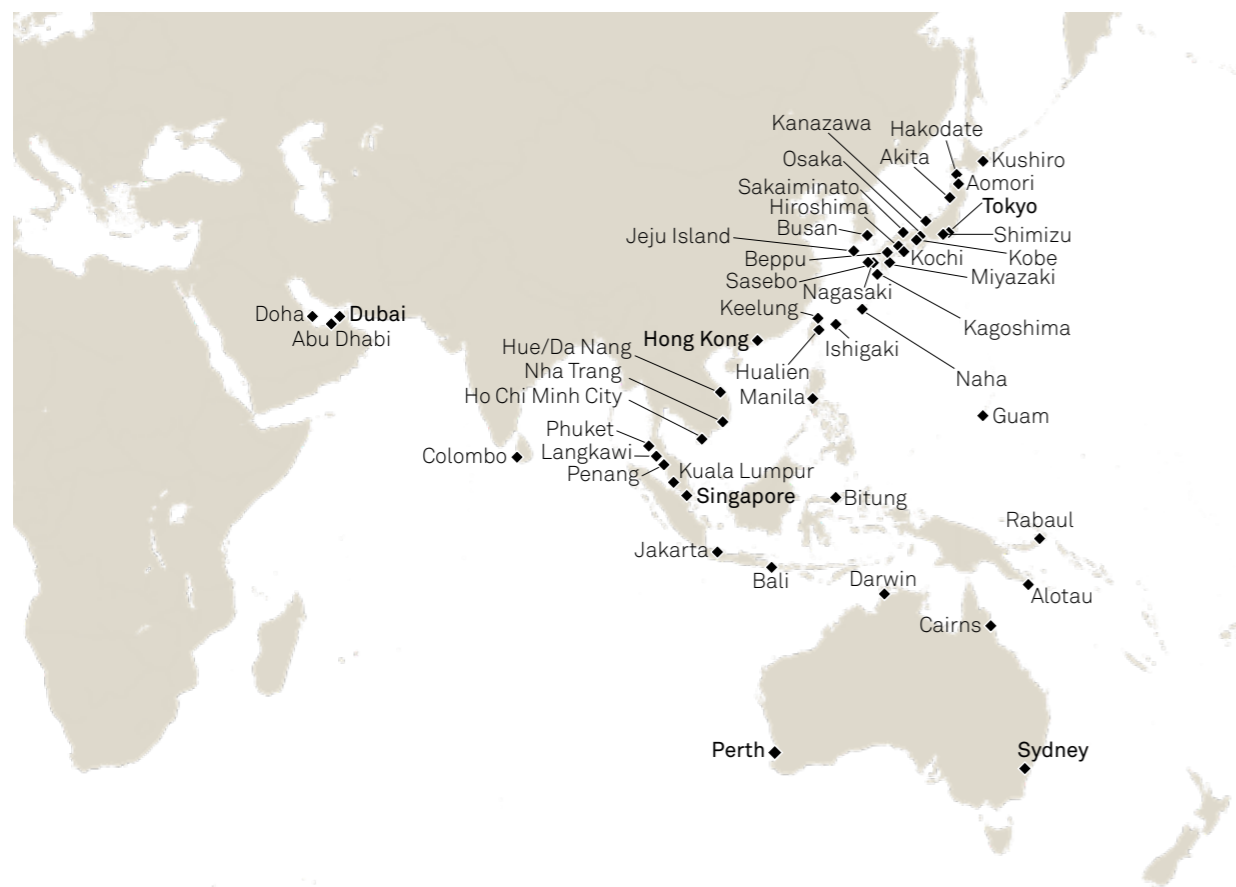 Kanazawa
Hakodate
Osaka
Akita
Kushiro
Sakaiminato
Aomori
Hiroshima
Tokyo
Busan
Jeju Island
Shimizu
Beppu
Kochi
Kobe
Sasebo
Miyazaki
Nagasaki
Keelung
Doha
Dubai
Kagoshima
Abu Dhabi
Hong Kong
Hue/Da Nang
Ishigaki
Nha Trang
Hualien
Naha
Ho Chi Minh City
Manila
Guam
Phuket
Colombo
Langkawi
Penang
Kuala Lumpur
Singapore
Bitung
Rabaul
Jakarta
Bali
Darwin
Alotau
Cairns
Perth
Sydney